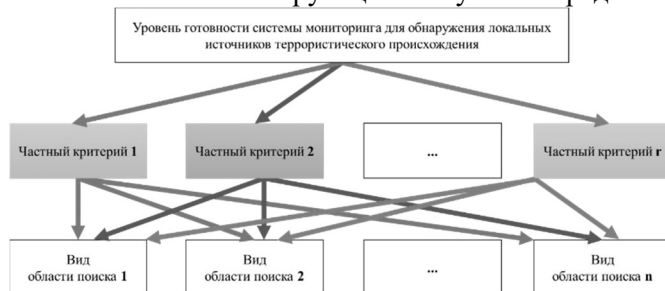 Уровень готовности системы мониторинга для обнаружения локальных
источников террористического происхождения
Частный критерий 1
Частный критерий 2
...
Частный критерий r
Вид
области поиска 1
Вид
области поиска 2
...
Вид
области поиска n